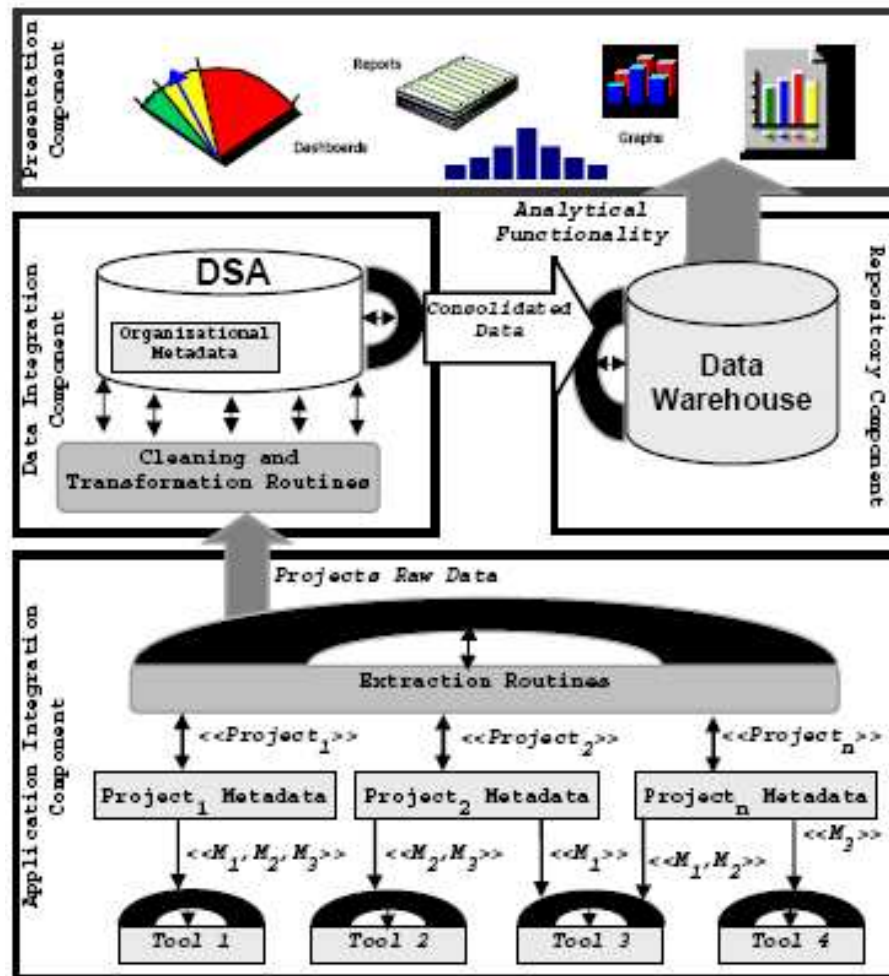 Presentation
Component
Dashboards
Reports
Graphs
Data Integration
Component
DSA
Organizational
Metadata
Cleaning and
Transformation Routines
Consolidated
Data
Analytical
Functionality
Data
Warehouse
Repository Component
Application Integration
Component
Projects Raw Data
Extraction Routines
<<Project1>>
<<Project2>>
<<Projectn>>
Project1 Metadata
Project2 Metadata
Projectn Metadata
<<M1,M2,M3>>
<<M2,M3>>
<<M1>>
<<M1,M2>>
<<M3>>
Tool 1
Tool 2
Tool 3
Tool 4